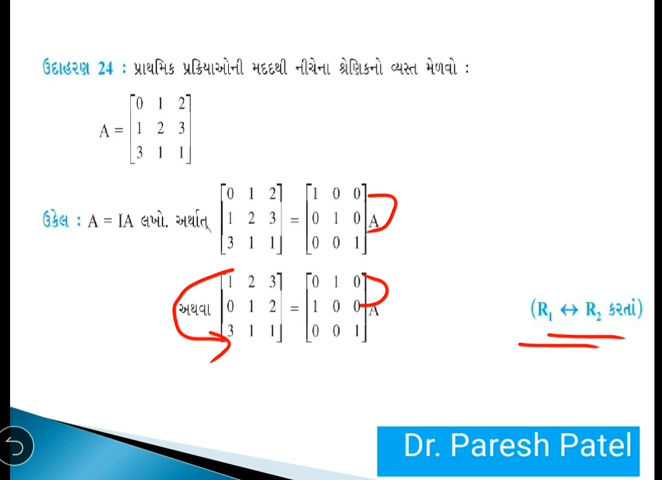 ઉદાહરણ 24 : પ્રાથમિક પ્રક્રિયાઓની મદદથી નીચેના શ્રેણિકનો વ્યસ્ત મેળવો :
A = [0 1 2
1 2 3
3 1 1]
ઉકેલ : A = IA લખો. અર્થાત્ [0 1 2
1 2 3
3 1 1] = [1 0 0
0 1 0
0 0 1] A
અથવા [1 2 3
0 1 2
3 1 1] = [0 1 0
1 0 0
0 0 1] A (R₁ ↔ R₂ કરતાં)
Dr. Paresh Patel